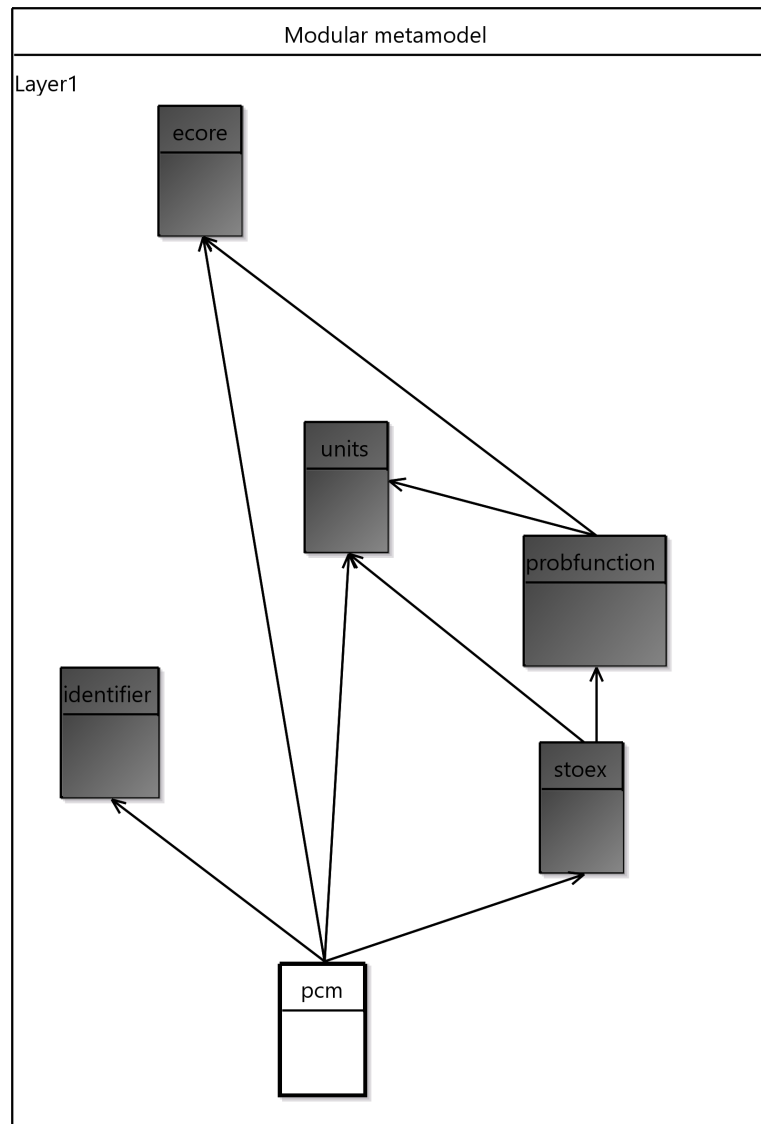 Modular metamodel
Layer1
ecore
units
probfunction
identifier
stoex
pcm